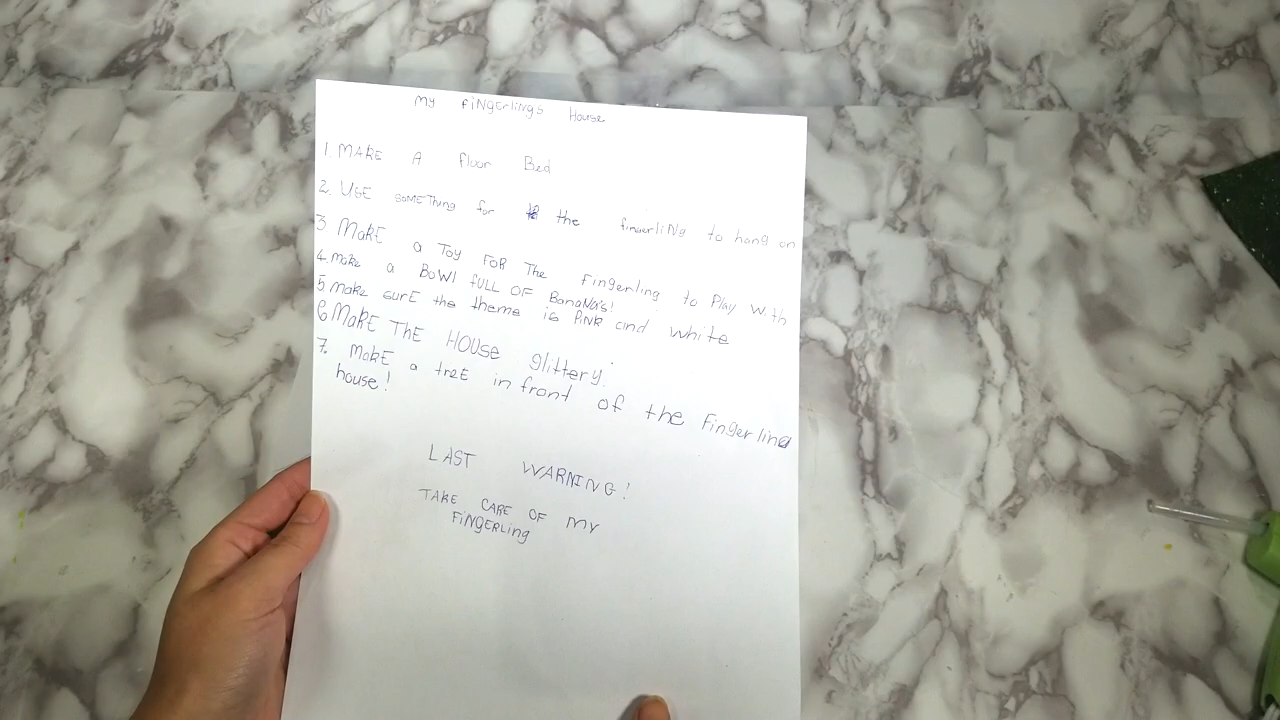 My FiNgerlings House
1. MAKE A floor Bed
2. USE SOMETHING for the fingerliNg to hang on
3 MakE a Toy FOR The Fingerling to Play with
4. Make a BOWl fULL OF BanaNa's!
5 Make surE the theme is PiNk and white
6. MakE THE HOUse glittery.
7. MakE a treE in front of the Fingerling
house!
LAST WARNING!
TAKE CARE OF MY
FiNGERLing